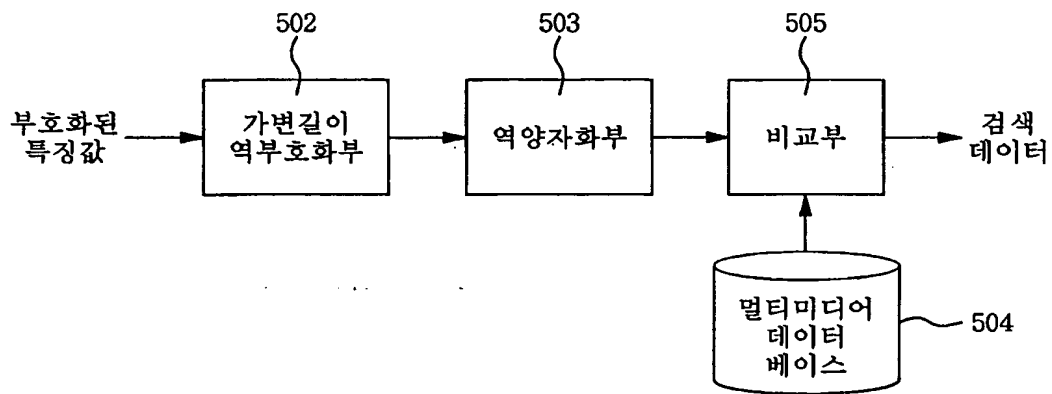 502
503
505
부호화된
특징값
가변길이
역부호화부
역양자화부
비교부
검색
데이터
멀티미디어
데이터
베이스
504